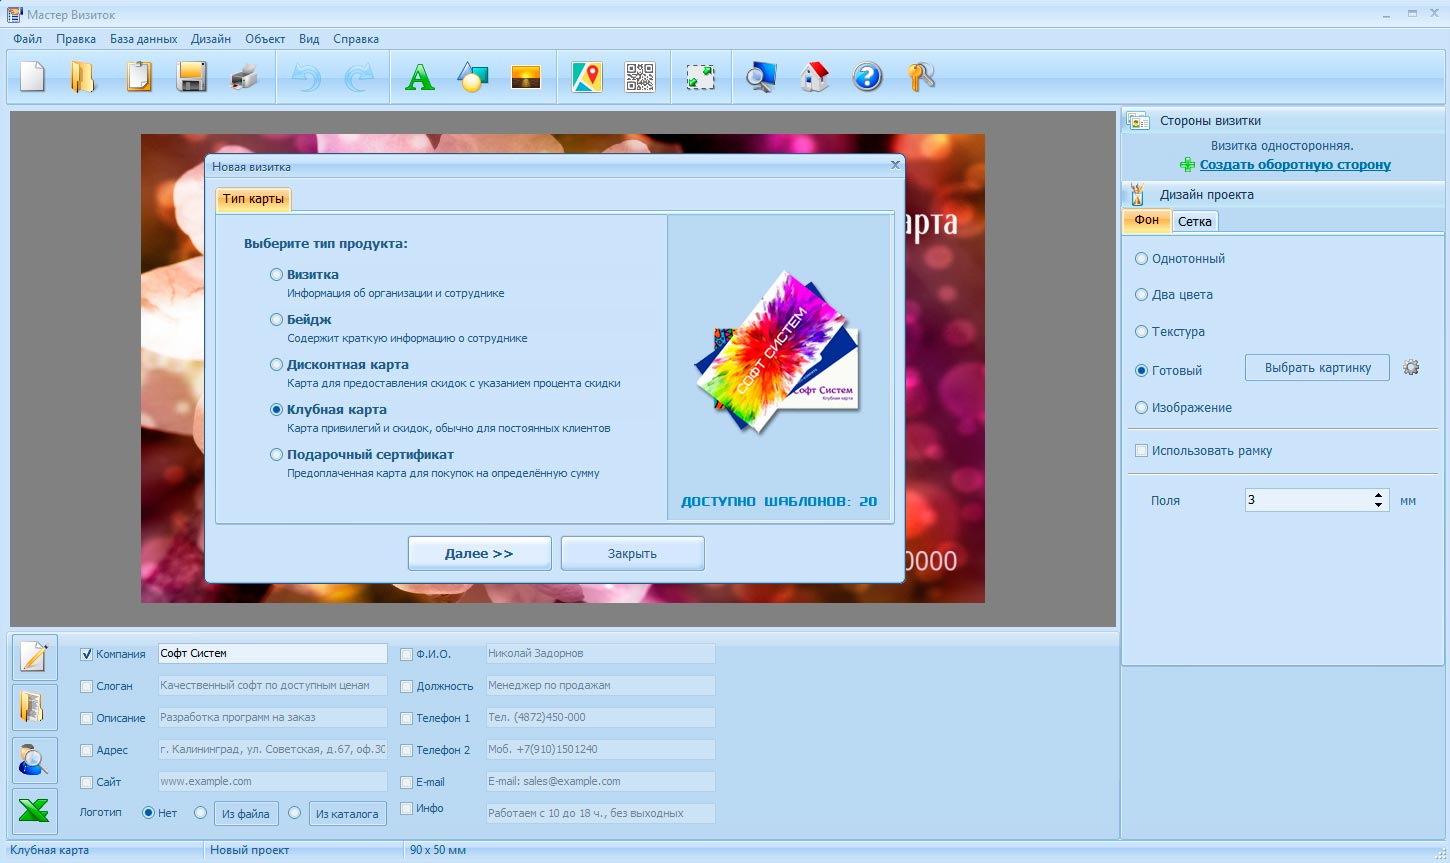 Мастер Визиток
Файл Правка База данных Дизайн Объект Вид Справка
Новая визитка
Тип карты
Выберите тип продукта:
Визитка
Информация об организации и сотруднике
Бейдж
Содержит краткую информацию о сотруднике
Дисконтная карта
Карта для предоставления скидок с указанием процента скидки
Клубная карта
Карта привилегий и скидок, обычно для постоянных клиентов
Подарочный сертификат
Предоплаченная карта для покупок на определённую сумму
СОФТ СИСТЕМ
Софт Систем
Клубная карта
ДОСТУПНО ШАБЛОНОВ: 20
Далее >>
Закрыть
арта
0000
Стороны визитки
Визитка односторонняя.
Создать оборотную сторону
Дизайн проекта
Фон Сетка
Однотонный
Два цвета
Текстура
Готовый Выбрать картинку
Изображение
Использовать рамку
Поля 3 мм
Компания Софт Систем Ф.И.О. Николай Задорнов
Слоган Качественный софт по доступным ценам Должность Менеджер по продажам
Описание Разработка программ на заказ Телефон 1 Тел. (4872)450-000
Адрес г. Калининград, ул. Советская, д.67, оф.30 Телефон 2 Моб. +7(910)1501240
Сайт www.example.com E-mail E-mail: sales@example.com
Логотип Нет Из файла Из каталога Инфо Работаем с 10 до 18 ч., без выходных
Клубная карта Новый проект 90 x 50 мм